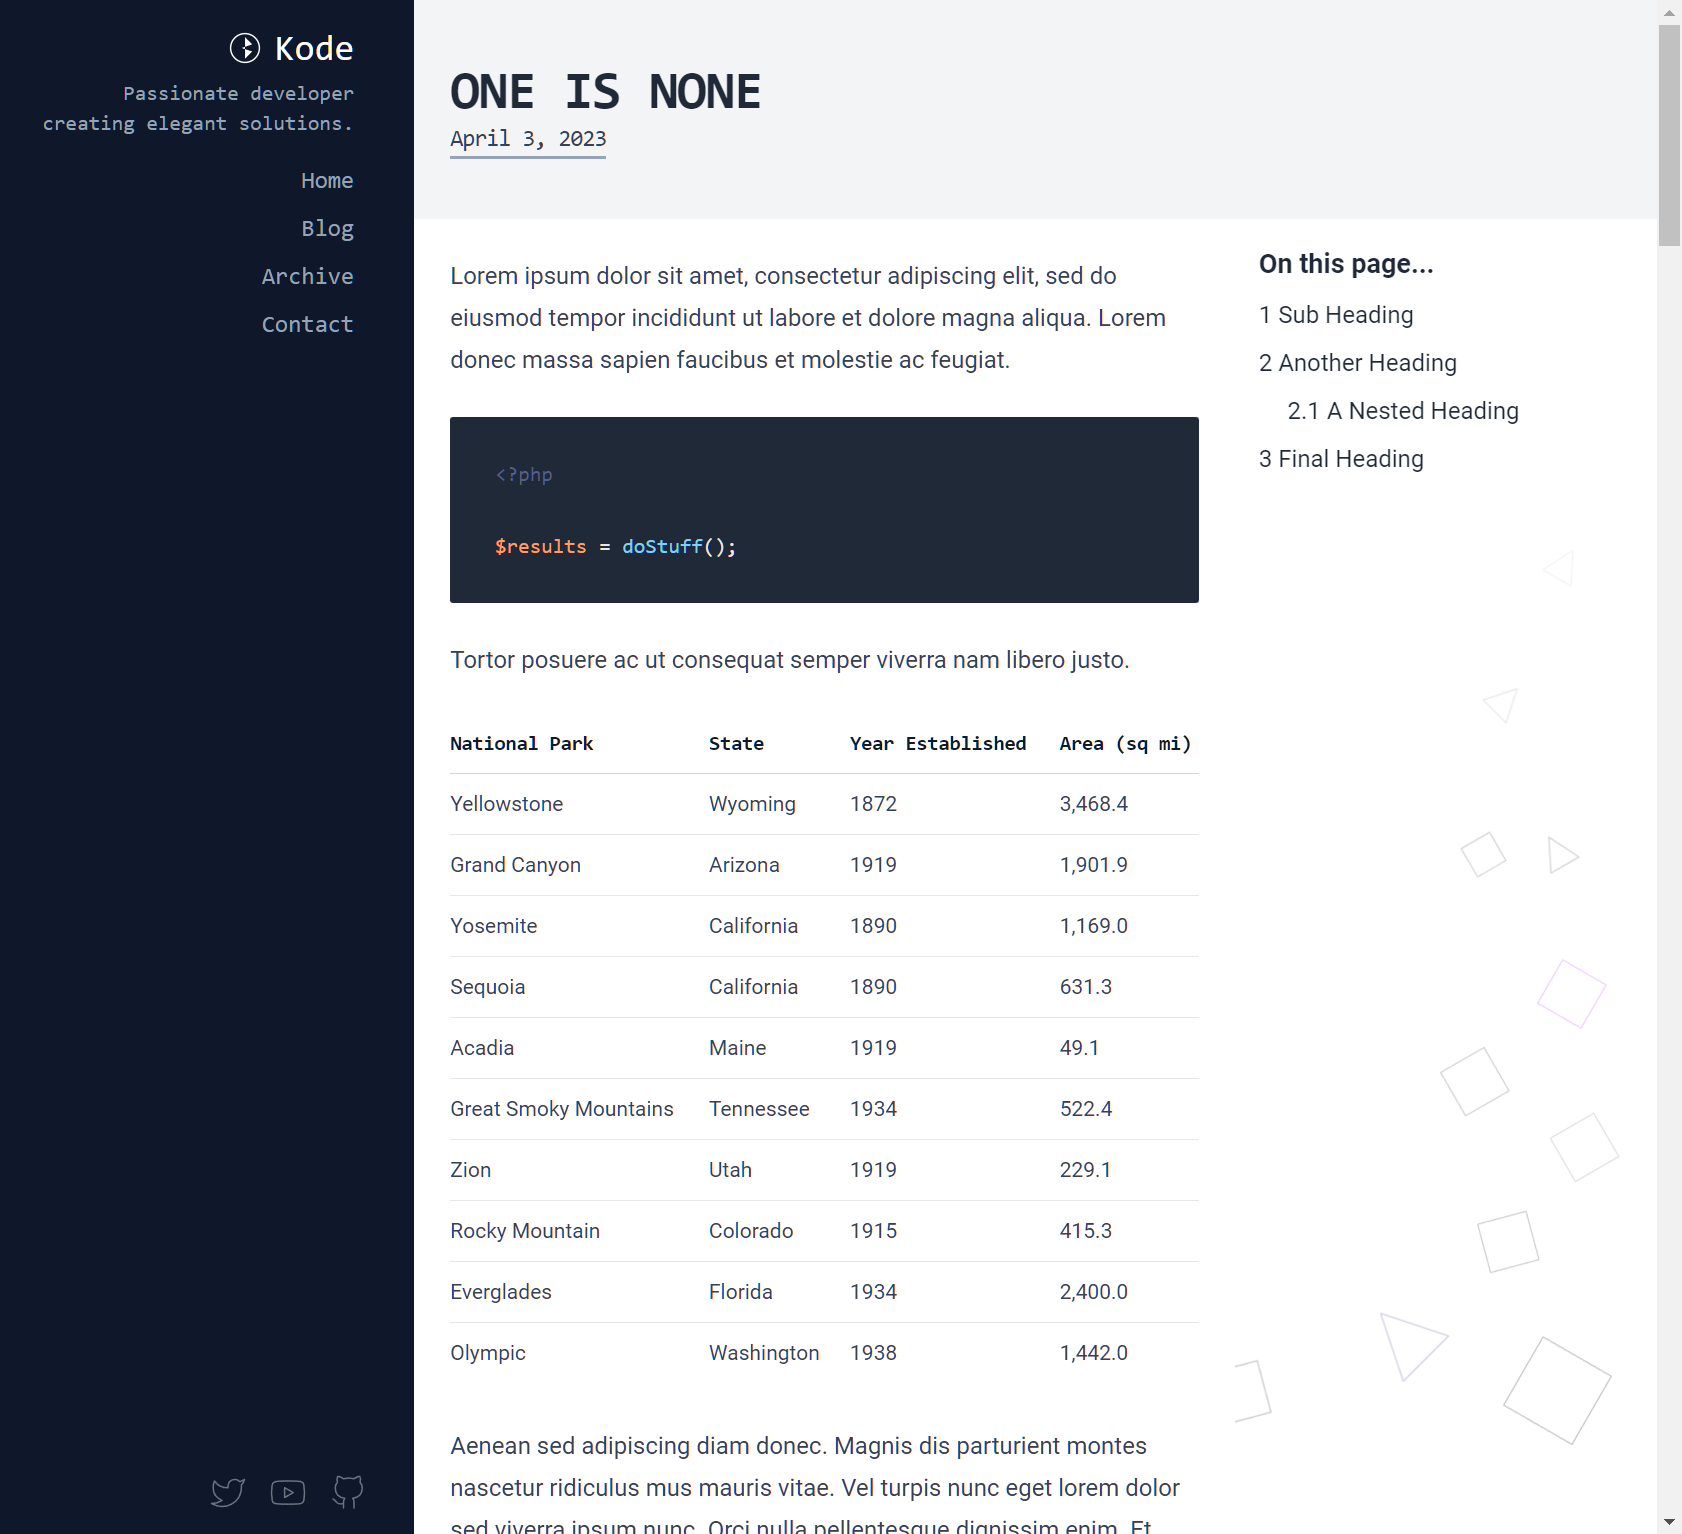 Kode
Passionate developer
creating elegant solutions.
Home
Blog
Archive
Contact
ONE IS NONE
April 3, 2023
Lorem ipsum dolor sit amet, consectetur adipiscing elit, sed do
eiusmod tempor incididunt ut labore et dolore magna aliqua. Lorem
donec massa sapien faucibus et molestie ac feugiat.
<?php
$results = doStuff();
Tortor posuere ac ut consequat semper viverra nam libero justo.
National Park State Year Established Area (sq mi)
Yellowstone Wyoming 1872 3,468.4
Grand Canyon Arizona 1919 1,901.9
Yosemite California 1890 1,169.0
Sequoia California 1890 631.3
Acadia Maine 1919 49.1
Great Smoky Mountains Tennessee 1934 522.4
Zion Utah 1919 229.1
Rocky Mountain Colorado 1915 415.3
Everglades Florida 1934 2,400.0
Olympic Washington 1938 1,442.0
Aenean sed adipiscing diam donec. Magnis dis parturient montes
nascetur ridiculus mus mauris vitae. Vel turpis nunc eget lorem dolor
sed viverra ipsum nunc. Orci nulla pellentesque dignissim enim. Et
On this page...
1 Sub Heading
2 Another Heading
2.1 A Nested Heading
3 Final Heading